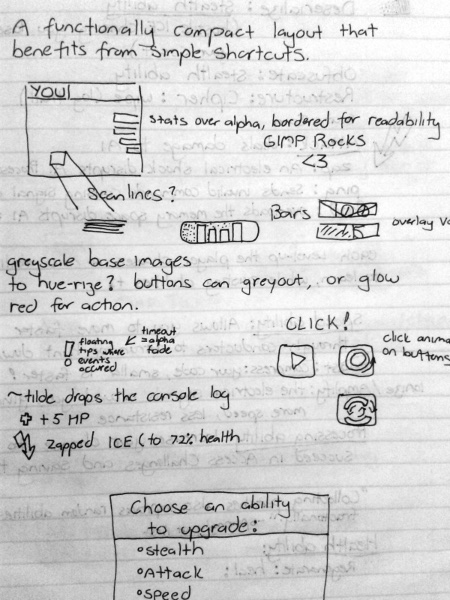 A functionally compact layout that
benefits from simple shortcuts.
YOU!
stats over alpha, bordered for readability
GIMP Rocks
<3
Scanlines?
Bars
overlay
greyscale base images
to hue-rize? buttons can greyout, or glow
red for action.
CLICK!
floating
tips where
events
occured
timeout
=alpha
fade
click
on buttons
~tilde drops the console log
+5 HP
zapped ICE (to 72% health
Choose an ability
to upgrade:
Stealth
Attack
Speed